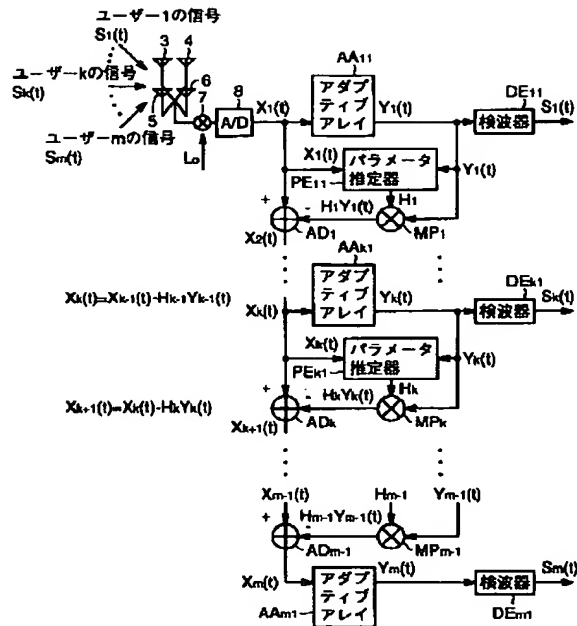 ユーザー1の信号
S1(t)
3 4
ユーザーkの信号
Sk(t)
5
6
7
8
A/D
Lo
ユーザーmの信号
Sm(t)
X1(t)
AA11
アダプ
ティブ
アレイ
Y1(t)
DE11
検波器
S1(t)
X1(t)
パラメータ
推定器
PE11
Y1(t)
H1
+
-
H1Y1(t)
AD1
MP1
X2(t)
AAk1
Xk(t)=Xk-1(t)-Hk-1Yk-1(t)
Xk(t)
アダプ
ティブ
アレイ
Yk(t)
DEk1
検波器
Sk(t)
Xk(t)
パラメータ
推定器
PEk1
Yk(t)
Hk
+
-
HkYk(t)
Xk+1(t)=Xk(t)-HkYk(t)
ADk
MPk
Xk+1(t)
Xm-1(t)
Hm-1
Ym-1(t)
+
-
Hm-1Ym-1(t)
ADm-1
MPm-1
Xm(t)
アダプ
ティブ
アレイ
AAm1
Ym(t)
検波器
DEm1
Sm(t)